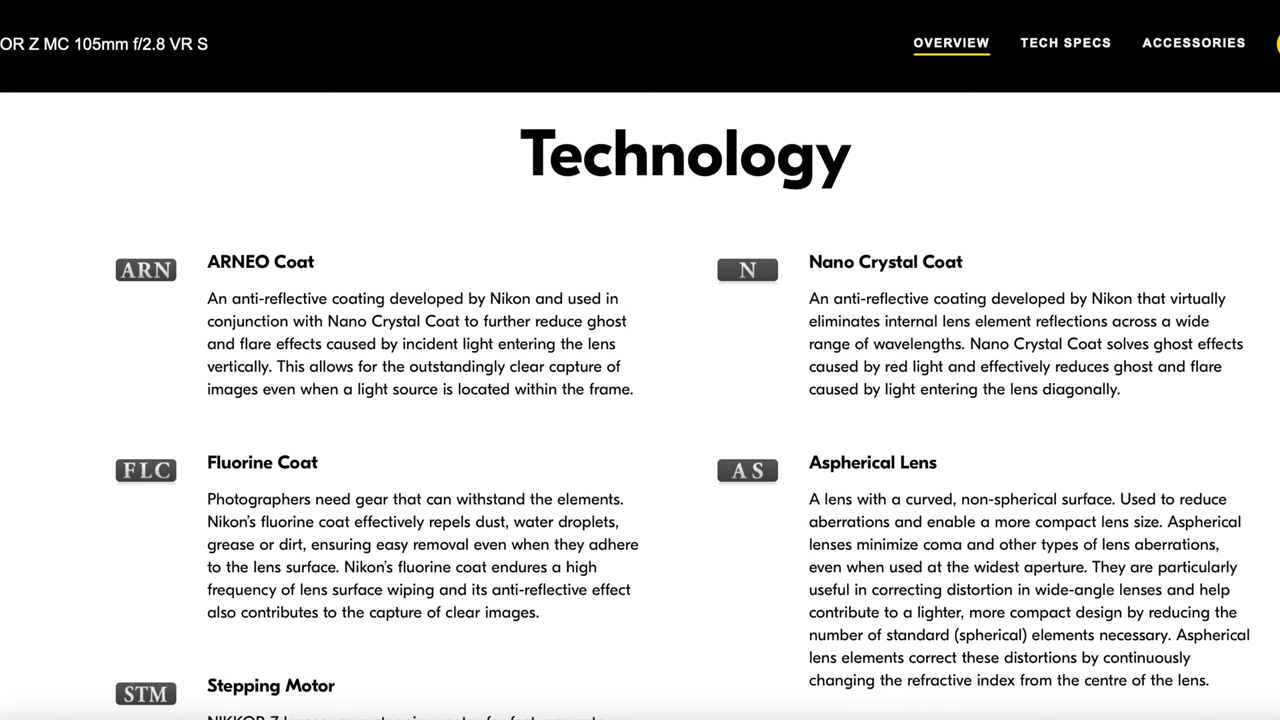 OR Z MC 105mm f/2.8 VR S
OVERVIEW
TECH SPECS
ACCESSORIES
Technology
ARN
ARNEO Coat
An anti-reflective coating developed by Nikon and used in
conjunction with Nano Crystal Coat to further reduce ghost
and flare effects caused by incident light entering the lens
vertically. This allows for the outstandingly clear capture of
images even when a light source is located within the frame.
N
Nano Crystal Coat
An anti-reflective coating developed by Nikon that virtually
eliminates internal lens element reflections across a wide
range of wavelengths. Nano Crystal Coat solves ghost effects
caused by red light and effectively reduces ghost and flare
caused by light entering the lens diagonally.
FLC
Fluorine Coat
Photographers need gear that can withstand the elements.
Nikon’s fluorine coat effectively repels dust, water droplets,
grease or dirt, ensuring easy removal even when they adhere
to the lens surface. Nikon’s fluorine coat endures a high
frequency of lens surface wiping and its anti-reflective effect
also contributes to the capture of clear images.
AS
Aspherical Lens
A lens with a curved, non-spherical surface. Used to reduce
aberrations and enable a more compact lens size. Aspherical
lenses minimize coma and other types of lens aberrations,
even when used at the widest aperture. They are particularly
useful in correcting distortion in wide-angle lenses and help
contribute to a lighter, more compact design by reducing the
number of standard (spherical) elements necessary. Aspherical
lens elements correct these distortions by continuously
changing the refractive index from the centre of the lens.
STM
Stepping Motor